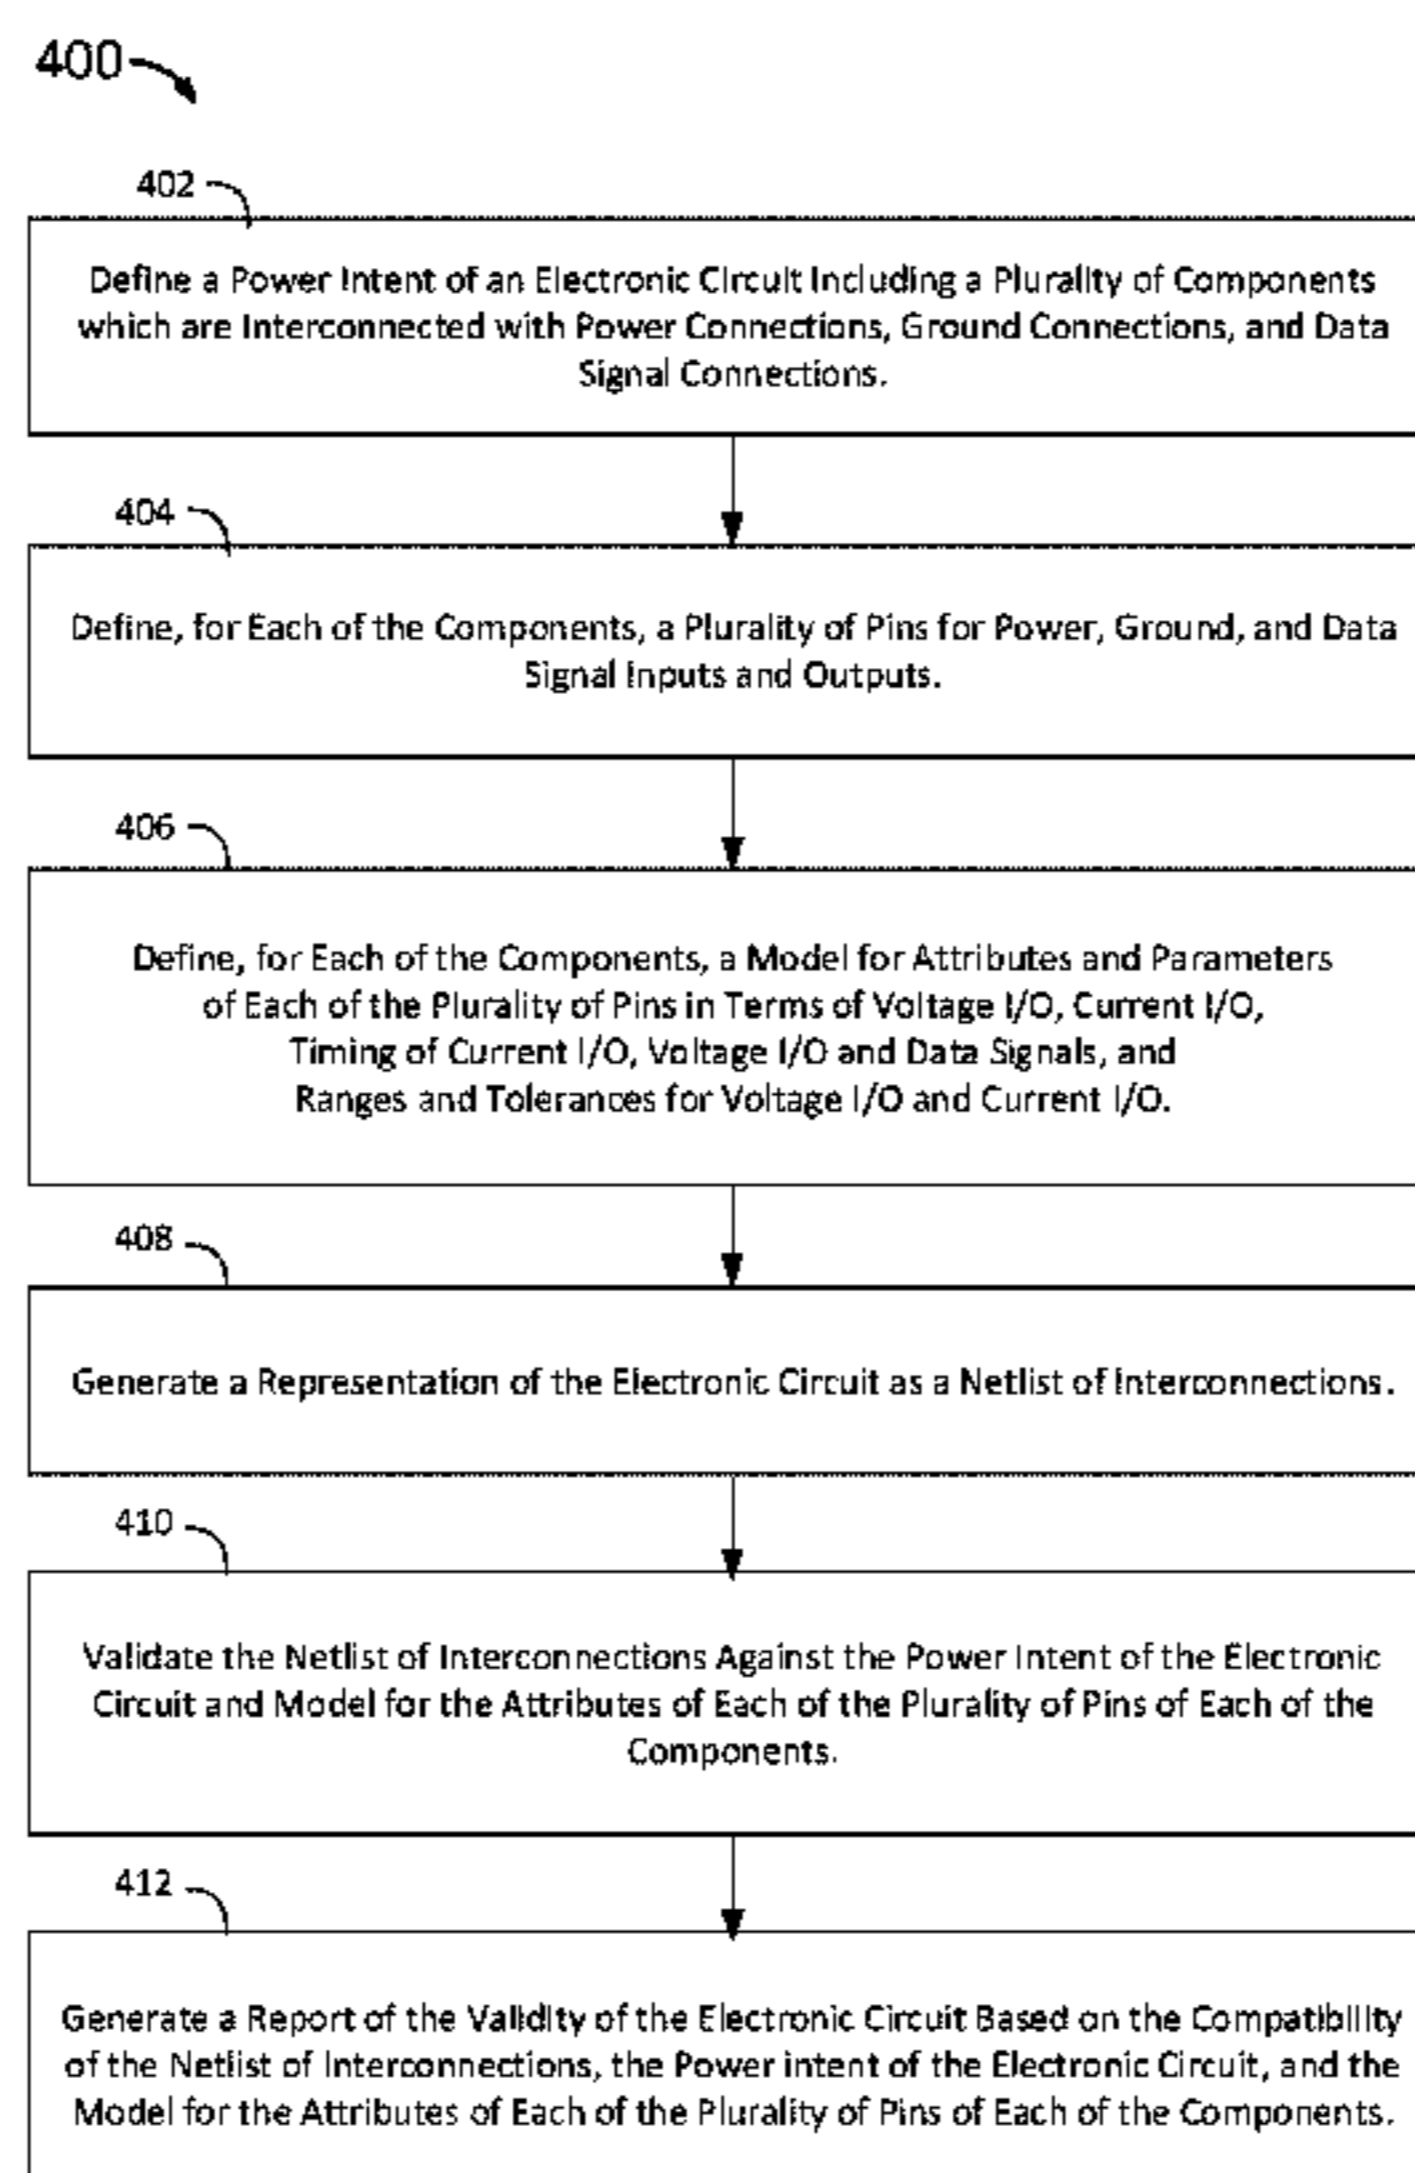 400
402
Define a Power Intent of an Electronic Circuit Including a Plurality of Components
which are Interconnected with Power Connections, Ground Connections, and Data
Signal Connections.
404
Define, for Each of the Components, a Plurality of Pins for Power, Ground, and Data
Signal Inputs and Outputs.
406
Define, for Each of the Components, a Model for Attributes and Parameters
of Each of the Plurality of Pins in Terms of Voltage I/O, Current I/O,
Timing of Current I/O, Voltage I/O and Data Signals, and
Ranges and Tolerances for Voltage I/O and Current I/O.
408
Generate a Representation of the Electronic Circuit as a Netlist of Interconnections.
410
Validate the Netlist of Interconnections Against the Power Intent of the Electronic
Circuit and Model for the Attributes of Each of the Plurality of Pins of Each of the
Components.
412
Generate a Report of the Validity of the Electronic Circuit Based on the Compatibility
of the Netlist of Interconnections, the Power intent of the Electronic Circuit, and the
Model for the Attributes of Each of the Plurality of Pins of Each of the Components.